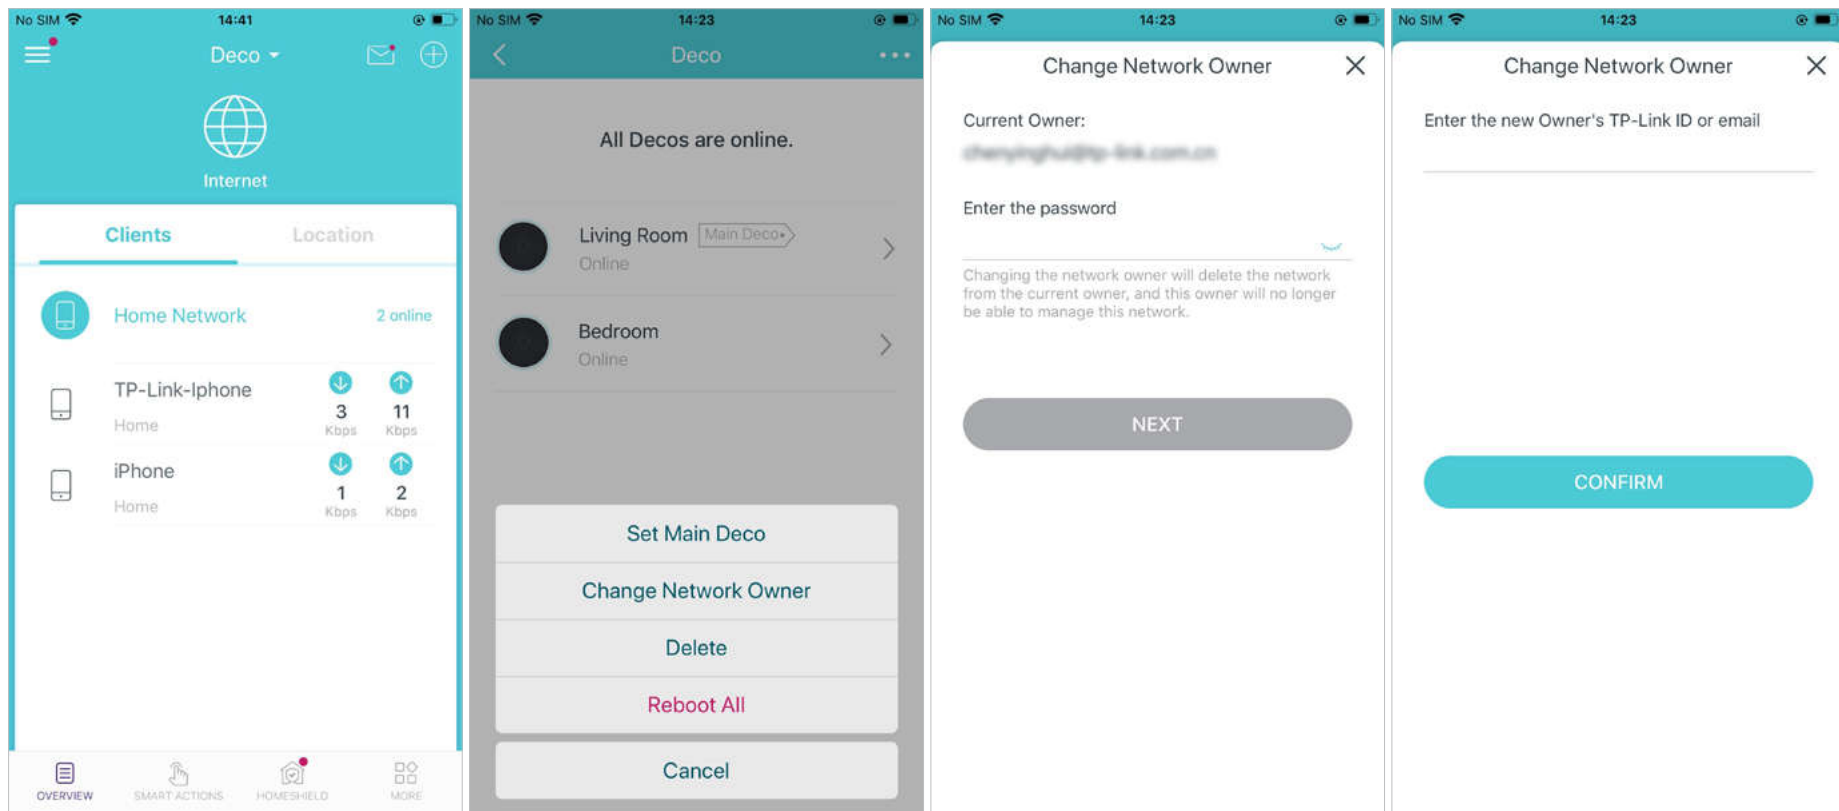 No SIM 14:41
Deco
Internet
Clients Location
Home Network 2 online
TP-Link-Iphone
3 11
Home Kbps Kbps
iPhone
1 2
Home Kbps Kbps
OVERVIEW SMART ACTIONS HOMESHIELD MORE
No SIM 14:23
Deco
All Decos are online.
Living Room Main Deco
Online
Bedroom
Online
Set Main Deco
Change Network Owner
Delete
Reboot All
Cancel
No SIM 14:23
Change Network Owner
Current Owner:
Enter the password
Changing the network owner will delete the network
from the current owner, and this owner will no longer
be able to manage this network.
NEXT
No SIM 14:23
Change Network Owner
Enter the new Owner's TP-Link ID or email
CONFIRM